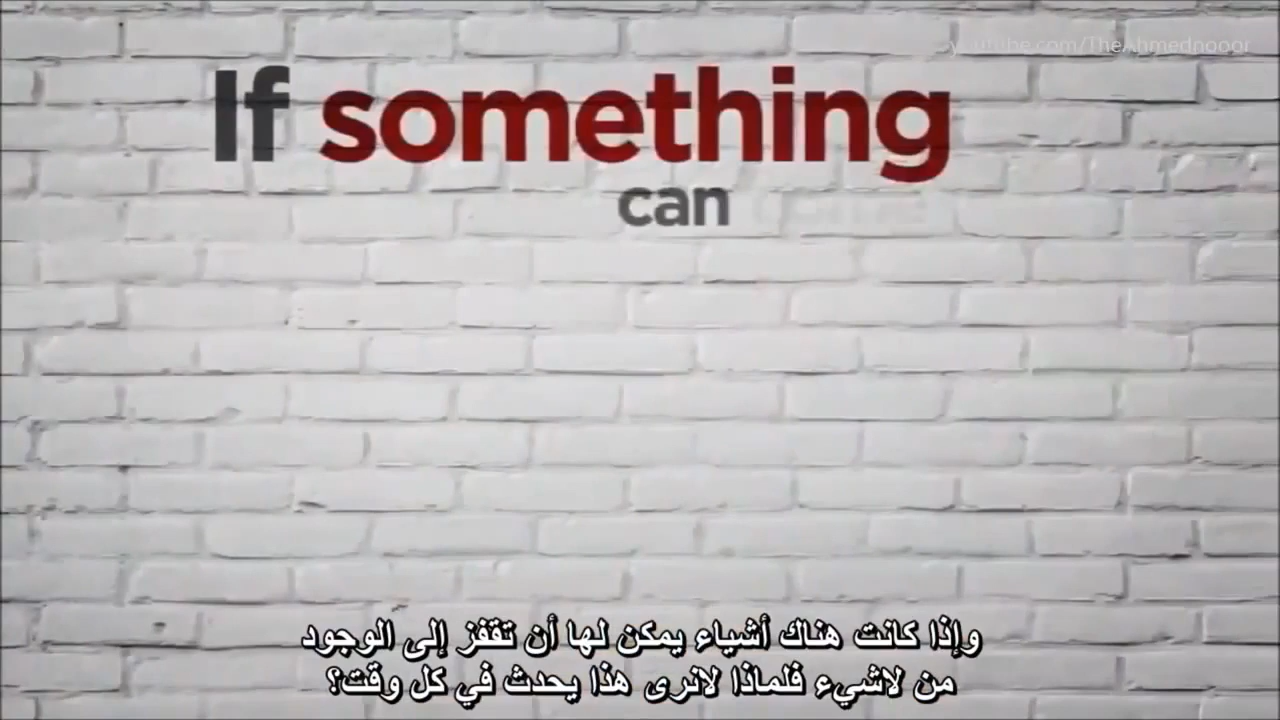 If something
can
وإذا كانت هناك أشياء يمكن لها أن تقفز إلى الوجود
من لاشيء فلماذا لانرى هذا يحدث في كل وقت؟